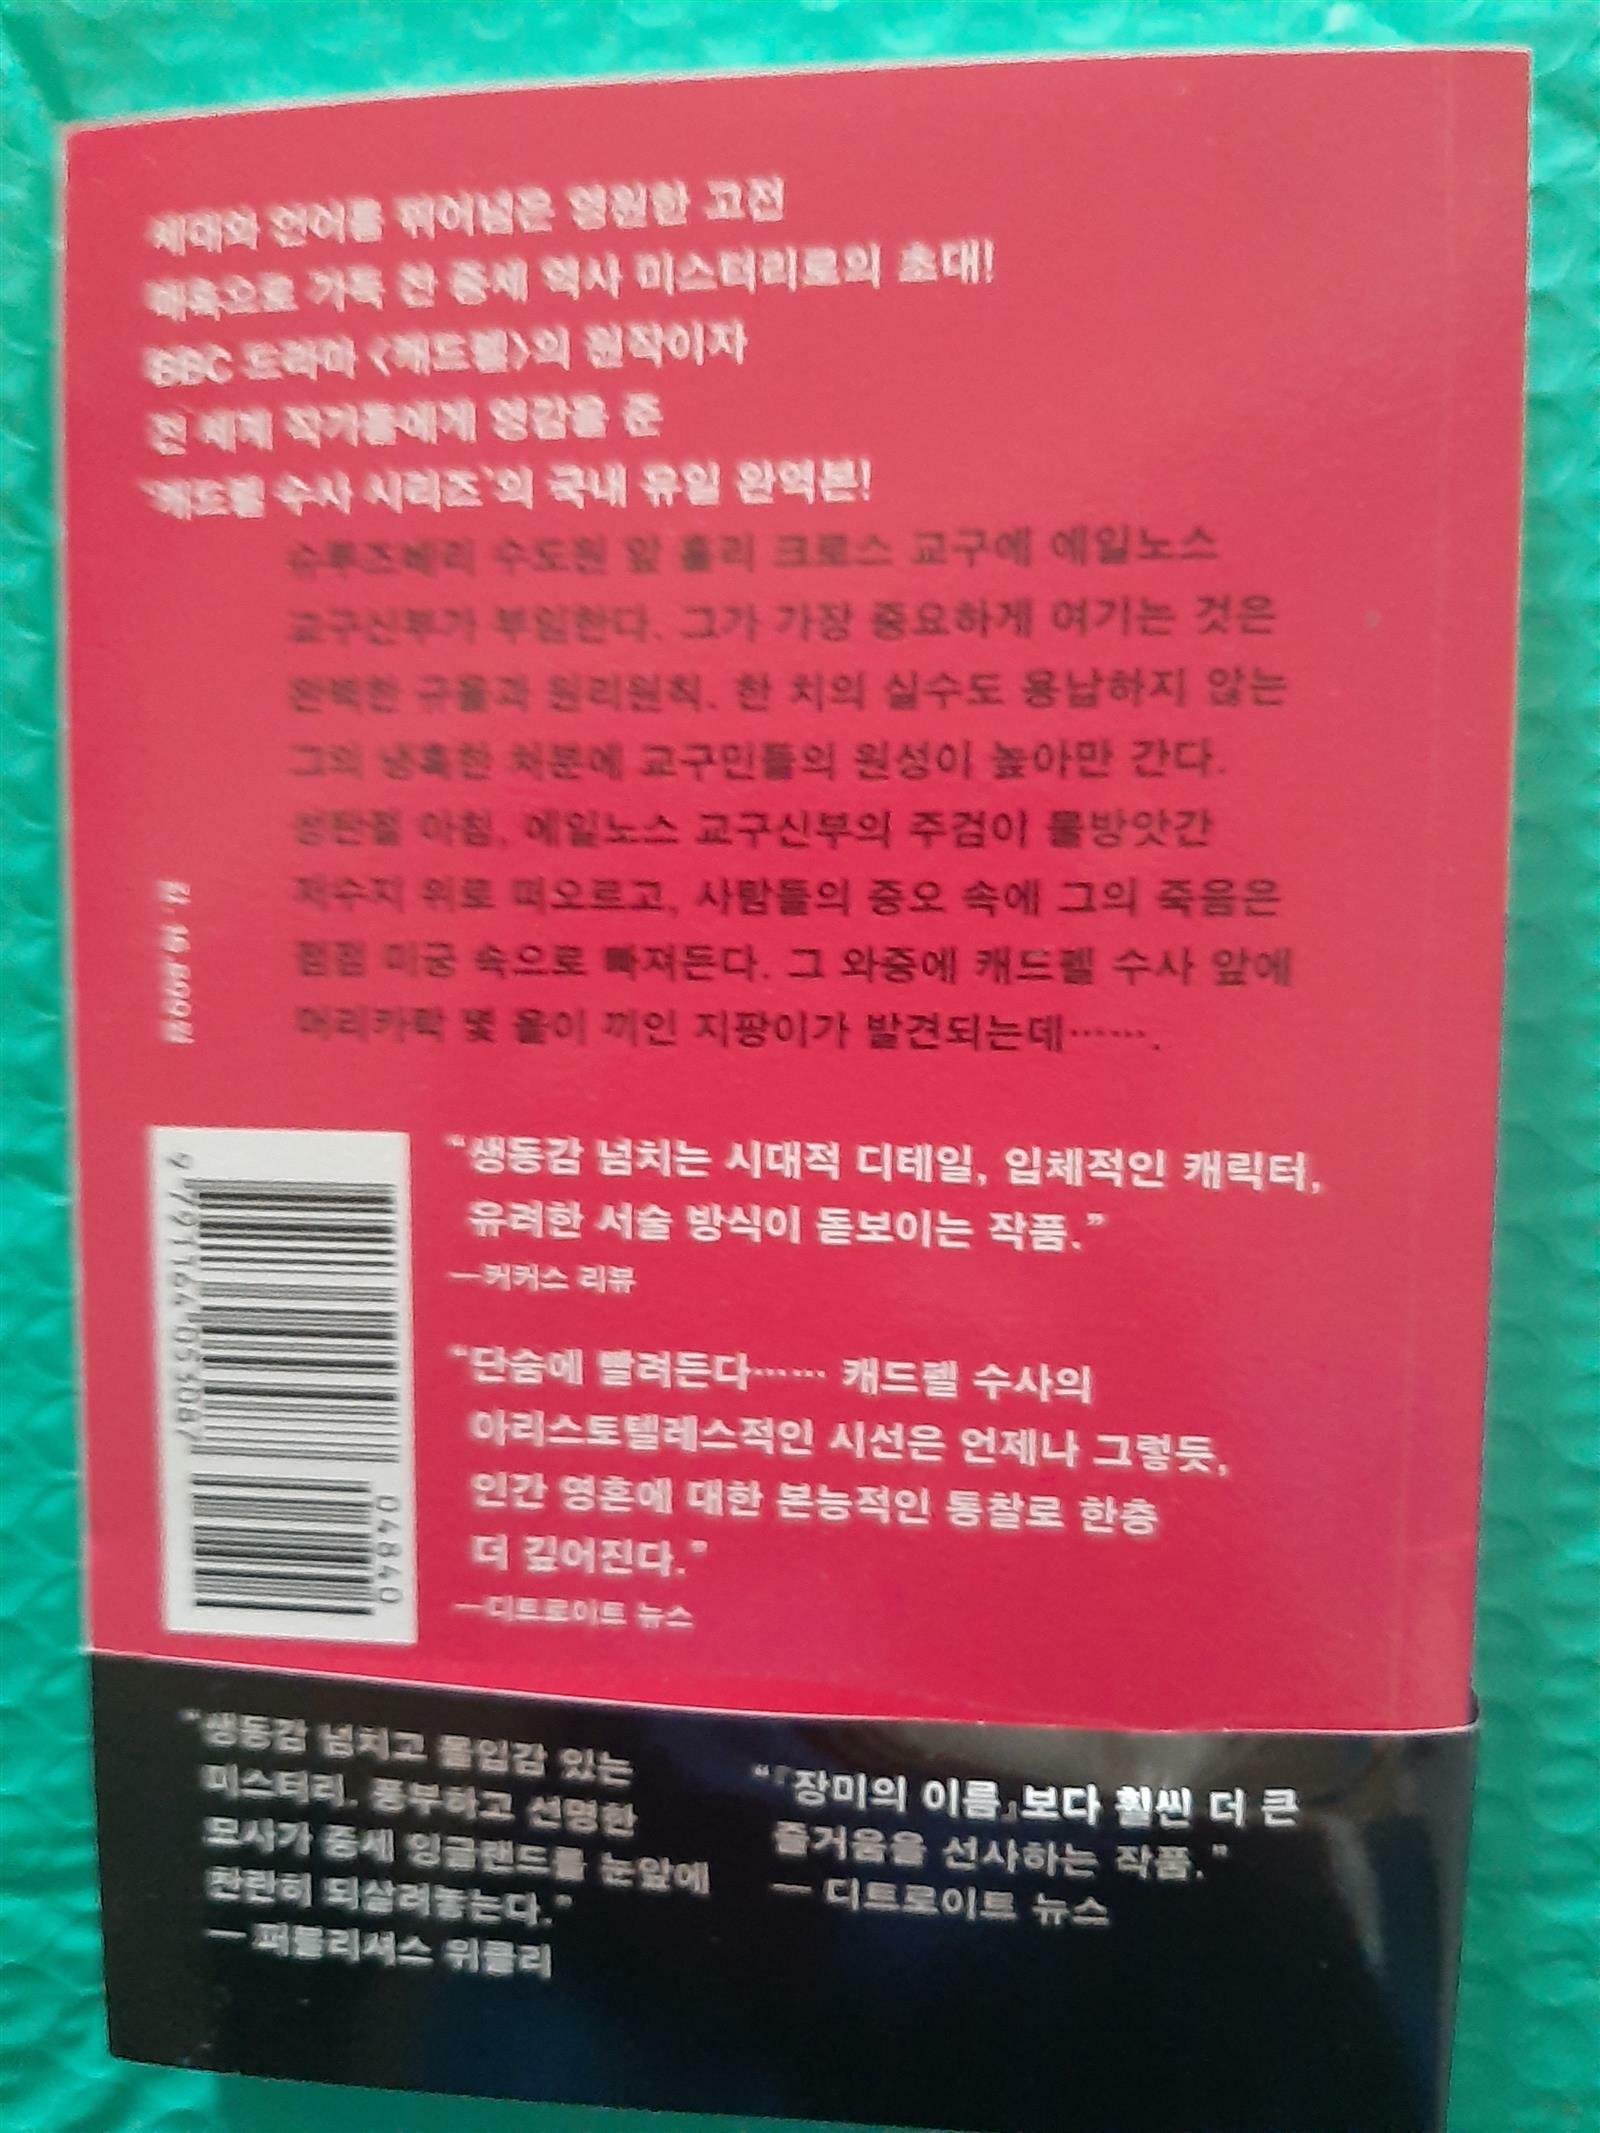 세대와 언어를 뛰어넘은 영원한 고전
매혹으로 가득 찬 중세 역사 미스터리로의 초대!
BBC 드라마 〈캐드펠〉의 원작이자
전 세계 작가들에게 영감을 준
'캐드펠 수사 시리즈'의 국내 유일 완역본!
슈루즈베리 수도원 앞 홀리 크로스 교구에 에일노스
교구신부가 부임한다. 그가 가장 중요하게 여기는 것은
완벽한 규율과 원리원칙. 한 치의 실수도 용납하지 않는
그의 냉혹한 처분에 교구민들의 원성이 높아만 간다.
성탄절 아침, 에일노스 교구신부의 주검이 물방앗간
저수지 위로 떠오르고, 사람들의 증오 속에 그의 죽음은
점점 미궁 속으로 빠져든다. 그 와중에 캐드펠 수사 앞에
머리카락 몇 올이 끼인 지팡이가 발견되는데…….
“생동감 넘치는 시대적 디테일, 입체적인 캐릭터,
유려한 서술 방식이 돋보이는 작품.”
—커커스 리뷰
“단숨에 빨려든다…… 캐드펠 수사의
아리스토텔레스적인 시선은 언제나 그렇듯,
인간 영혼에 대한 본능적인 통찰로 한층
더 깊어진다.”
—디트로이트 뉴스
04840
“생동감 넘치고 몰입감 있는
미스터리. 풍부하고 선명한
묘사가 중세 잉글랜드를 눈앞에
찬란히 되살려놓는다.”
— 퍼블리셔스 위클리
“『장미의 이름』보다 훨씬 더 큰
즐거움을 선사하는 작품.”
— 디트로이트 뉴스